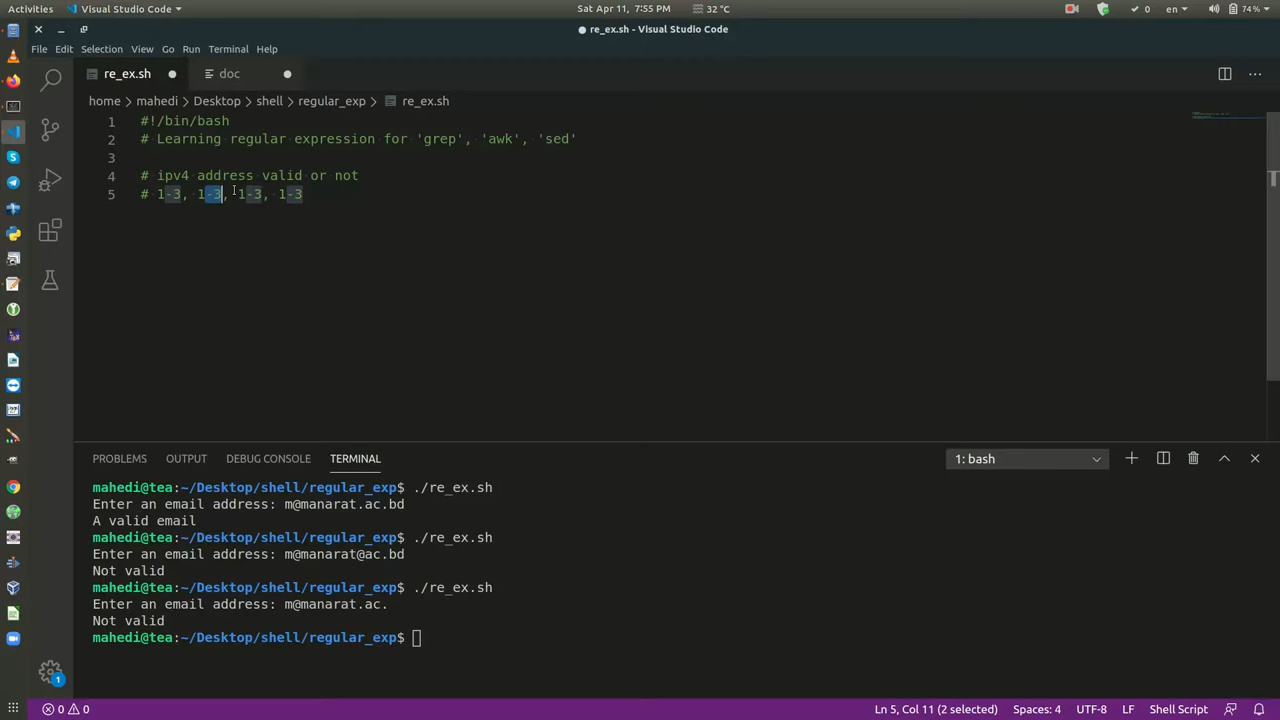 Activities Visual Studio Code Sat Apr 11, 7:55 PM 32 °C 0 en 74%
re_ex.sh - Visual Studio Code
File Edit Selection View Go Run Terminal Help
re_ex.sh doc
home mahedi Desktop shell regular_exp re_ex.sh
1 #!/bin/bash
2 # Learning regular expression for 'grep', 'awk', 'sed'
3
4 # ipv4 address valid or not
5 # 1-3, 1-3, 1-3, 1-3
PROBLEMS OUTPUT DEBUG CONSOLE TERMINAL 1: bash
mahedi@tea:~/Desktop/shell/regular_exp$ ./re_ex.sh
Enter an email address: m@manarat.ac.bd
A valid email
mahedi@tea:~/Desktop/shell/regular_exp$ ./re_ex.sh
Enter an email address: m@manarat@ac.bd
Not valid
mahedi@tea:~/Desktop/shell/regular_exp$ ./re_ex.sh
Enter an email address: m@manarat.ac.
Not valid
mahedi@tea:~/Desktop/shell/regular_exp$
1
0 0 Ln 5, Col 11 (2 selected) Spaces: 4 UTF-8 LF Shell Script